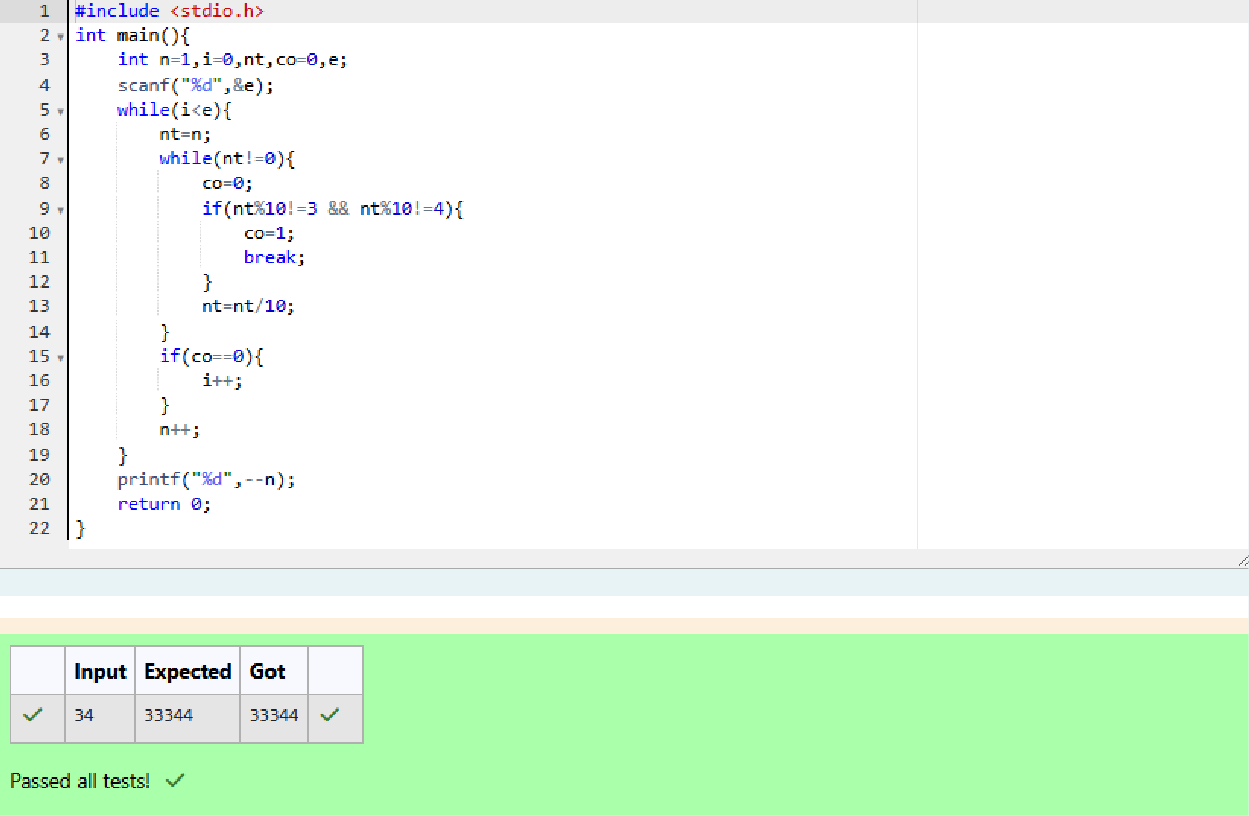 1 #include <stdio.h>
2 int main(){
3     int n=1,i=0,nt,co=0,e;
4     scanf("%d",&e);
5     while(i<e){
6         nt=n;
7         while(nt!=0){
8             co=0;
9             if(nt%10!=3 && nt%10!=4){
10                 co=1;
11                 break;
12             }
13             nt=nt/10;
14         }
15         if(co==0){
16             i++;
17         }
18         n++;
19     }
20     printf("%d",--n);
21     return 0;
22 }
Input Expected Got
34 33344 33344
Passed all tests!